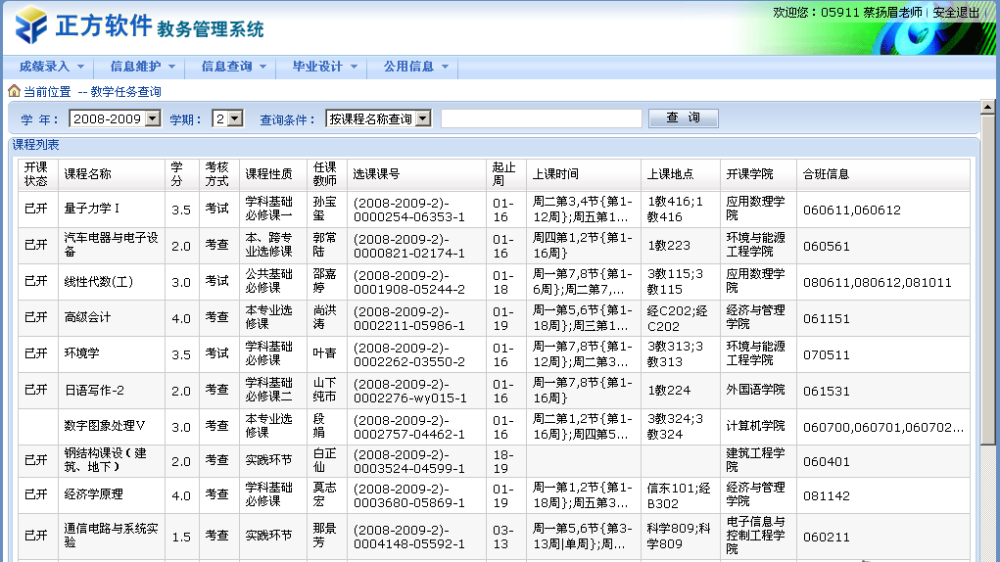 欢迎您：05911 蔡扬眉老师 | 安全退出
正方软件 教务管理系统
成绩录入 信息维护 信息查询 毕业设计 公用信息
当前位置 -- 教学任务查询
学 年： 2008-2009 学期： 2 查询条件： 按课程名称查询 查 询
课程列表
开课状态 课程名称 学分 考核方式 课程性质 任课教师 选课课号 起止周 上课时间 上课地点 开课学院 合班信息
已开 量子力学Ⅰ 3.5 考试 学科基础必修课一 孙宝玺 (2008-2009-2)-0000254-06353-1 01-16 周二第3,4节{第1-12周};周五第1... 1教416;1教416 应用数理学院 060611,060612
已开 汽车电器与电子设备 2.0 考查 本、跨专业选修课 郭常陆 (2008-2009-2)-0000821-02174-1 01-16 周四第1,2节{第1-16周} 1教223 环境与能源工程学院 060561
已开 线性代数(工) 3.0 考试 公共基础必修课 邵嘉婷 (2008-2009-2)-0001908-05244-2 01-18 周一第7,8节{第1-6周};周二第7,... 3教115;3教115 应用数理学院 080611,080612,081011
已开 高级会计 4.0 考查 本专业选修课 尚洪涛 (2008-2009-2)-0002211-05986-1 01-19 周一第5,6节{第1-18周};周三第1... 经C202;经C202 经济与管理学院 061151
已开 环境学 3.5 考试 学科基础必修课 叶青 (2008-2009-2)-0002262-03550-2 01-16 周一第7,8节{第1-12周};周二第3... 3教313;3教313 环境与能源工程学院 070511
已开 日语写作-2 2.0 考查 学科基础必修课二 山下纯市 (2008-2009-2)-0002276-wy015-1 01-16 周一第7,8节{第1-16周} 1教224 外国语学院 061531
数字图象处理Ⅴ 3.0 考查 本专业选修课 段娟 (2008-2009-2)-0002757-04462-1 01-16 周二第1,2节{第1-16周};周四第5... 3教324;3教324 计算机学院 060700,060701,060702...
已开 钢结构课设（建筑、地下） 2.0 考查 实践环节 白正仙 (2008-2009-2)-0003524-04599-1 18-19 建筑工程学院 060401
已开 经济学原理 4.0 考查 学科基础必修课 莫志宏 (2008-2009-2)-0003680-05869-1 01-19 周一第1,2节{第1-18周};周五第3... 信东101;经B302 经济与管理学院 081142
已开 通信电路与系统实验 1.5 考查 实践环节 那景芳 (2008-2009-2)-0004148-05592-1 03-13 周一第5,6节{第3-13周|单周};周... 科学809;科学809 电子信息与控制工程学院 060211